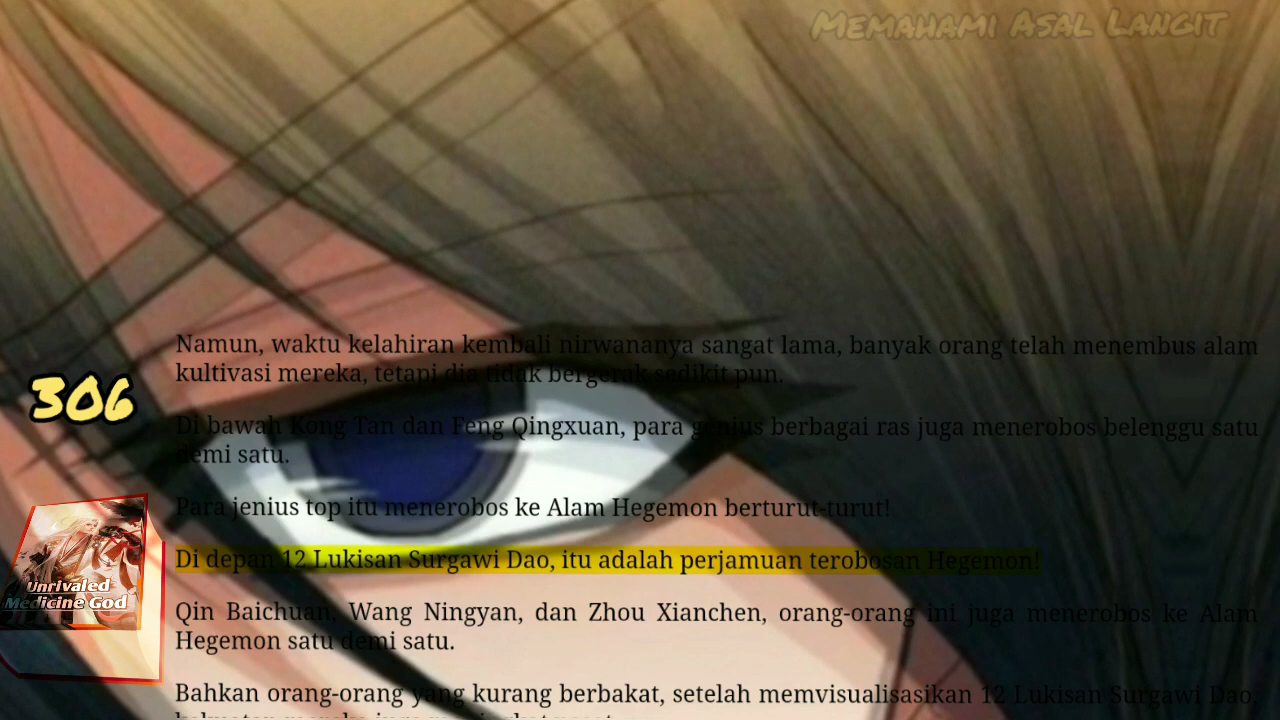 Memahami Asal Langit
Namun, waktu kelahiran kembali nirwananya sangat lama, banyak orang telah menembus alam
kultivasi mereka, tetapi dia tidak bergerak sedikit pun.
306
Di bawah Kong Tan dan Feng Qingxuan, para genius berbagai ras juga menerobos belenggu satu
demi satu.
Para jenius top itu menerobos ke Alam Hegemon berturut-turut!
Di depan 12 Lukisan Surgawi Dao, itu adalah perjamuan terobosan Hegemon!
Unrivaled
Medicine God
Qin Baichuan, Wang Ningyan, dan Zhou Xianchen, orang-orang ini juga menerobos ke Alam
Hegemon satu demi satu.
Bahkan orang-orang yang kurang berbakat, setelah memvisualisasikan 12 Lukisan Surgawi Dao,